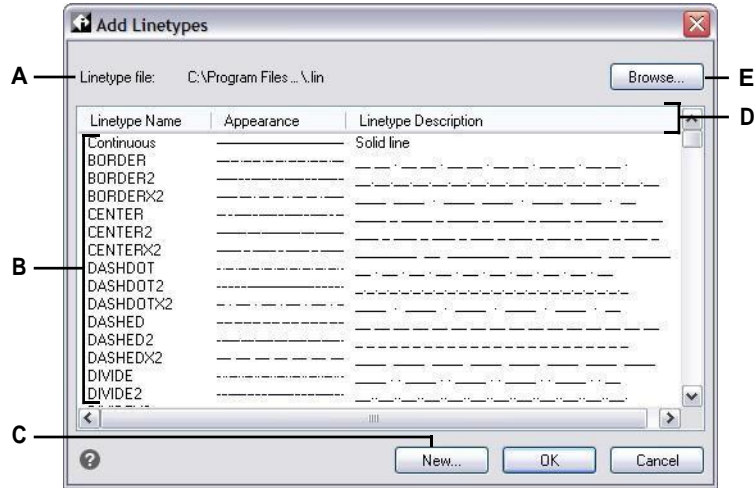 Add Linetypes
A
Linetype file: C:\Program Files ... \.lin
Browse...
E
D
Linetype Name Appearance Linetype Description
Continuous Solid line
BORDER
BORDER2
BORDERX2
CENTER
CENTER2
CENTERX2
B
DASHDOT
DASHDOT2
DASHDOTX2
DASHED
DASHED2
DASHEDX2
DIVIDE
DIVIDE2
C
?
New...
OK
Cancel